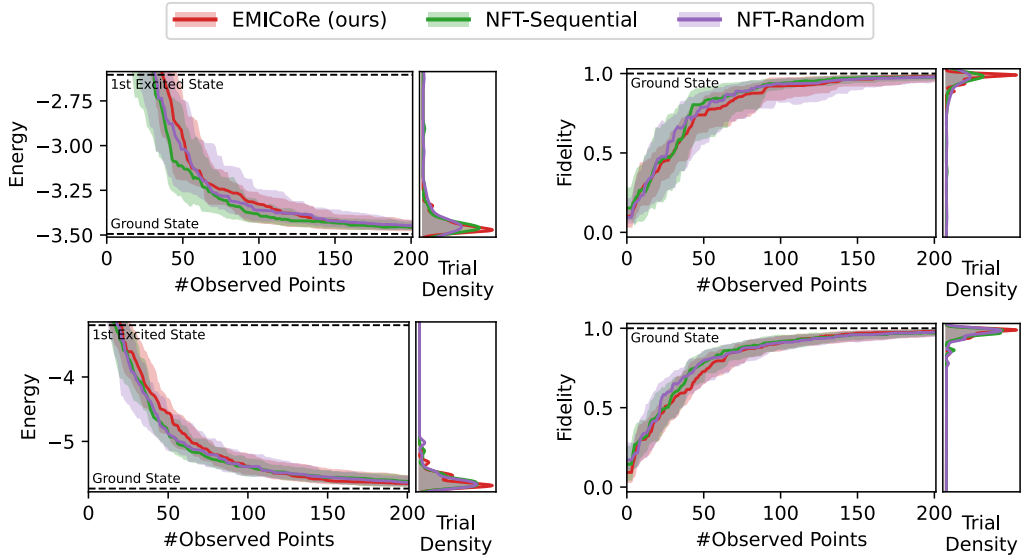 EMICoRe (ours) NFT-Sequential NFT-Random
1st Excited State
−2.75
−3.00
−3.25
−3.50
Energy
Ground State
0 50 100 150 200
#Observed Points
Trial
Density
Ground State
1.0
0.5
0.0
Fidelity
0 50 100 150 200
#Observed Points
Trial
Density
1st Excited State
−4
−5
Energy
Ground State
0 50 100 150 200
#Observed Points
Trial
Density
Ground State
1.0
0.5
0.0
Fidelity
0 50 100 150 200
#Observed Points
Trial
Density